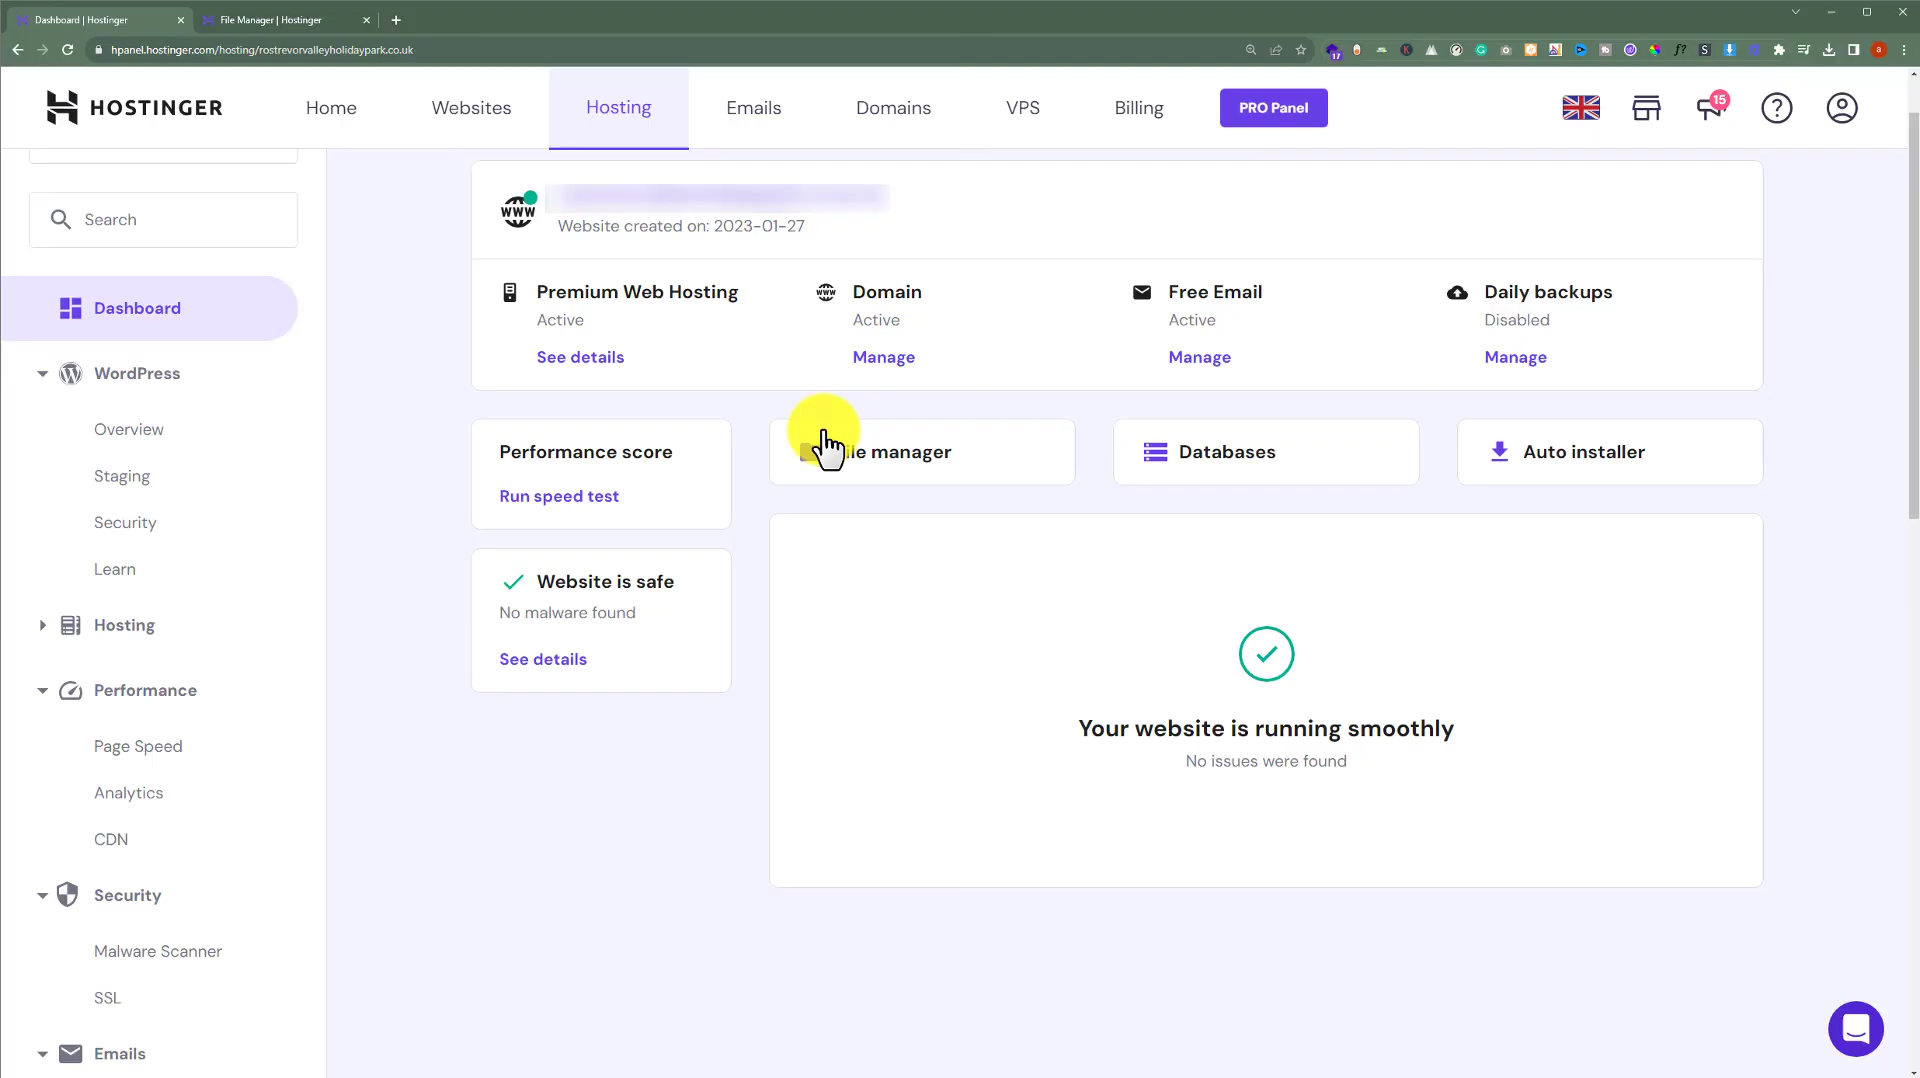 Dashboard | Hostinger
File Manager | Hostinger
hpanel.hostinger.com/hosting/rostrevorvalleyholidaypark.co.uk
17
HOSTINGER
Home
Websites
Hosting
Emails
Domains
VPS
Billing
PRO Panel
15
Search
Website created on: 2023-01-27
Dashboard
Premium Web Hosting
Active
See details
Domain
Active
Manage
Free Email
Active
Manage
Daily backups
Disabled
Manage
WordPress
Overview
Staging
Security
Learn
Performance score
Run speed test
manager
Databases
Auto installer
Website is safe
No malware found
See details
Hosting
Performance
Page Speed
Analytics
CDN
Your website is running smoothly
No issues were found
Security
Malware Scanner
SSL
Emails